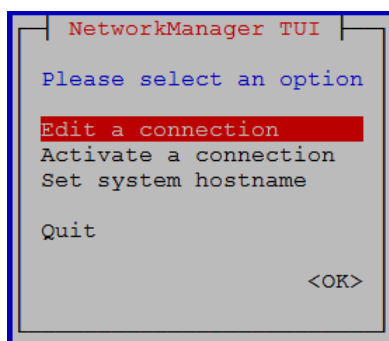 NetworkManager TUI
Please select an option
Edit a connection
Activate a connection
Set system hostname
Quit
<OK>